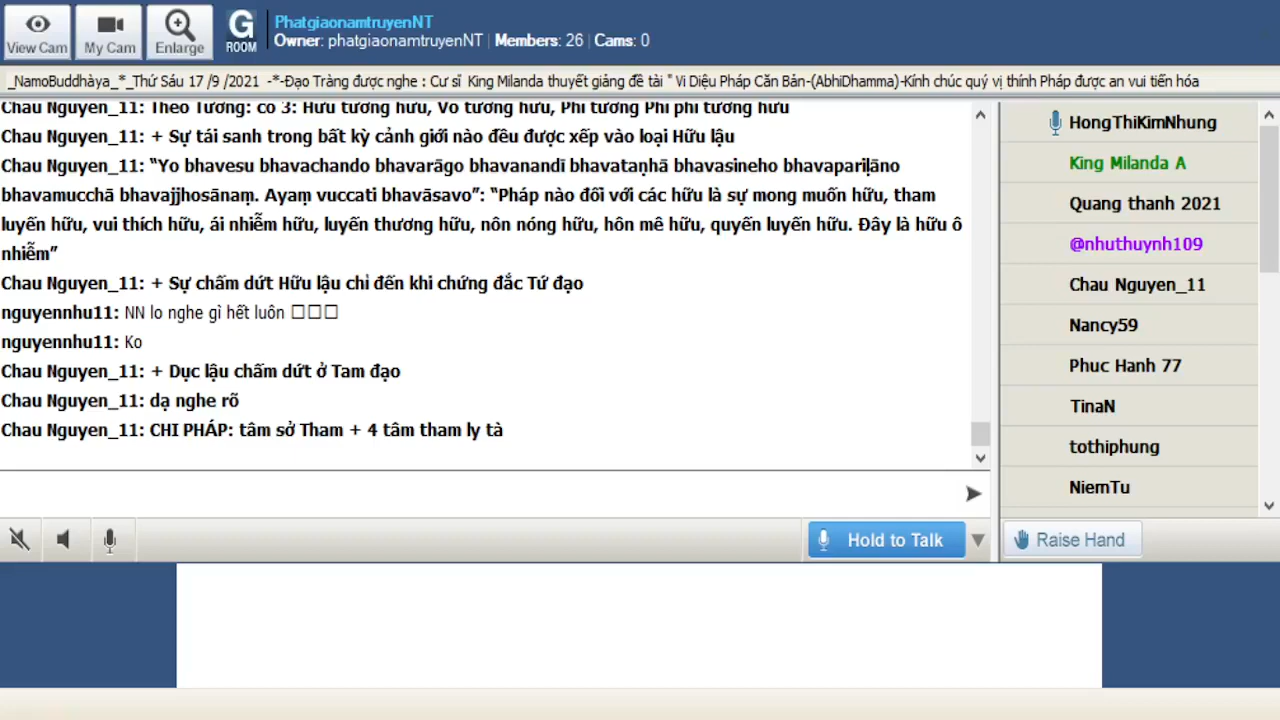 View Cam
My Cam
Enlarge
G
ROOM
PhatgiaonamtruyenNT
Owner: phatgiaonamtruyenNT | Members: 26 | Cams: 0
_NamoBuddhàya_*_Thứ Sáu 17 /9 /2021 -*-Đạo Tràng được nghe : Cư sĩ King Milanda thuyết giảng đề tài " Vi Diệu Pháp Căn Bản-(AbhiDhamma)-Kính chúc quý vị thính Pháp được an vui tiến hóa
Chau Nguyen_11: Theo Tưởng: có 3: Hữu tưởng hữu, Vô tưởng hữu, Phi tưởng Phi phi tưởng hữu
Chau Nguyen_11: + Sự tái sanh trong bất kỳ cảnh giới nào đều được xếp vào loại Hữu lậu
Chau Nguyen_11: “Yo bhavesu bhavachando bhavarāgo bhavanandī bhavataṇhā bhavasineho bhavapariḷāno
bhavamucchā bhavajjhosānaṃ. Ayaṃ vuccati bhavāsavo”: “Pháp nào đối với các hữu là sự mong muốn hữu, tham
luyến hữu, vui thích hữu, ái nhiễm hữu, luyến thương hữu, nôn nóng hữu, hôn mê hữu, quyến luyến hữu. Đây là hữu ô
nhiễm”
Chau Nguyen_11: + Sự chấm dứt Hữu lậu chỉ đến khi chứng đắc Tứ đạo
nguyennhu11: NN lo nghe gì hết luôn □□□
nguyennhu11: Ko
Chau Nguyen_11: + Dục lậu chấm dứt ở Tam đạo
Chau Nguyen_11: dạ nghe rõ
Chau Nguyen_11: CHI PHÁP: tâm sở Tham + 4 tâm tham ly tà
HongThiKimNhung
King Milanda A
Quang thanh 2021
@nhuthuynh109
Chau Nguyen_11
Nancy59
Phuc Hanh 77
TinaN
tothiphung
NiemTu
Hold to Talk
Raise Hand